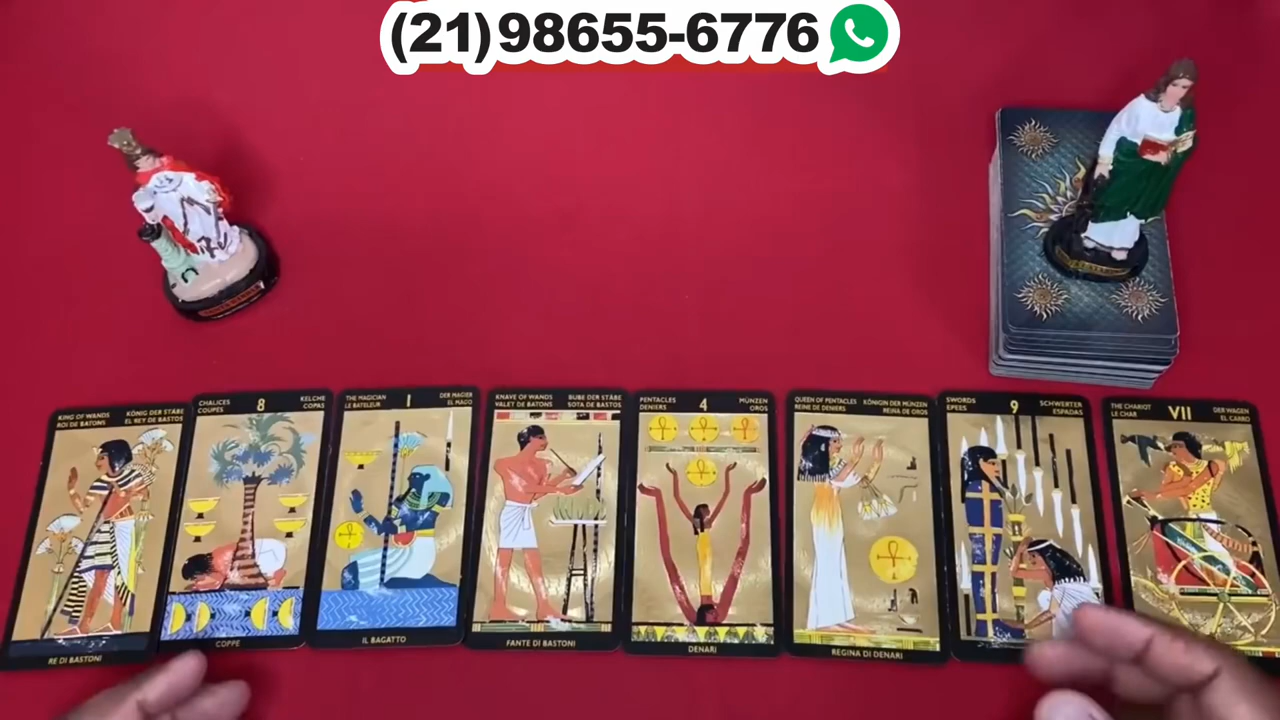 (21)98655-6776
KING OF WANDS KÖNIG DER STÄBE
ROI DE BATONS EL REY DE BASTOS
RE DI BASTONI
CHALICES 8 KELCHE
COUPES COPAS
COPPE
THE MAGICIAN I DER MAGIER
LE BATELEUR EL MAGO
IL BAGATTO
KNAVE OF WANDS BUBE DER STÄBE
VALET DE BATONS SOTA DE BASTOS
FANTE DI BASTONI
PENTACLES 4 MÜNZEN
DENIERS OROS
DENARI
QUEEN OF PENTACLES KÖNIGIN DER MÜNZEN
REINE DE DENIERS REINA DE OROS
REGINA DI DENARI
SWORDS 9 SCHWERTER
EPEES ESPADAS
THE CHARIOT VII DER WAGEN
LE CHAR EL CARRO